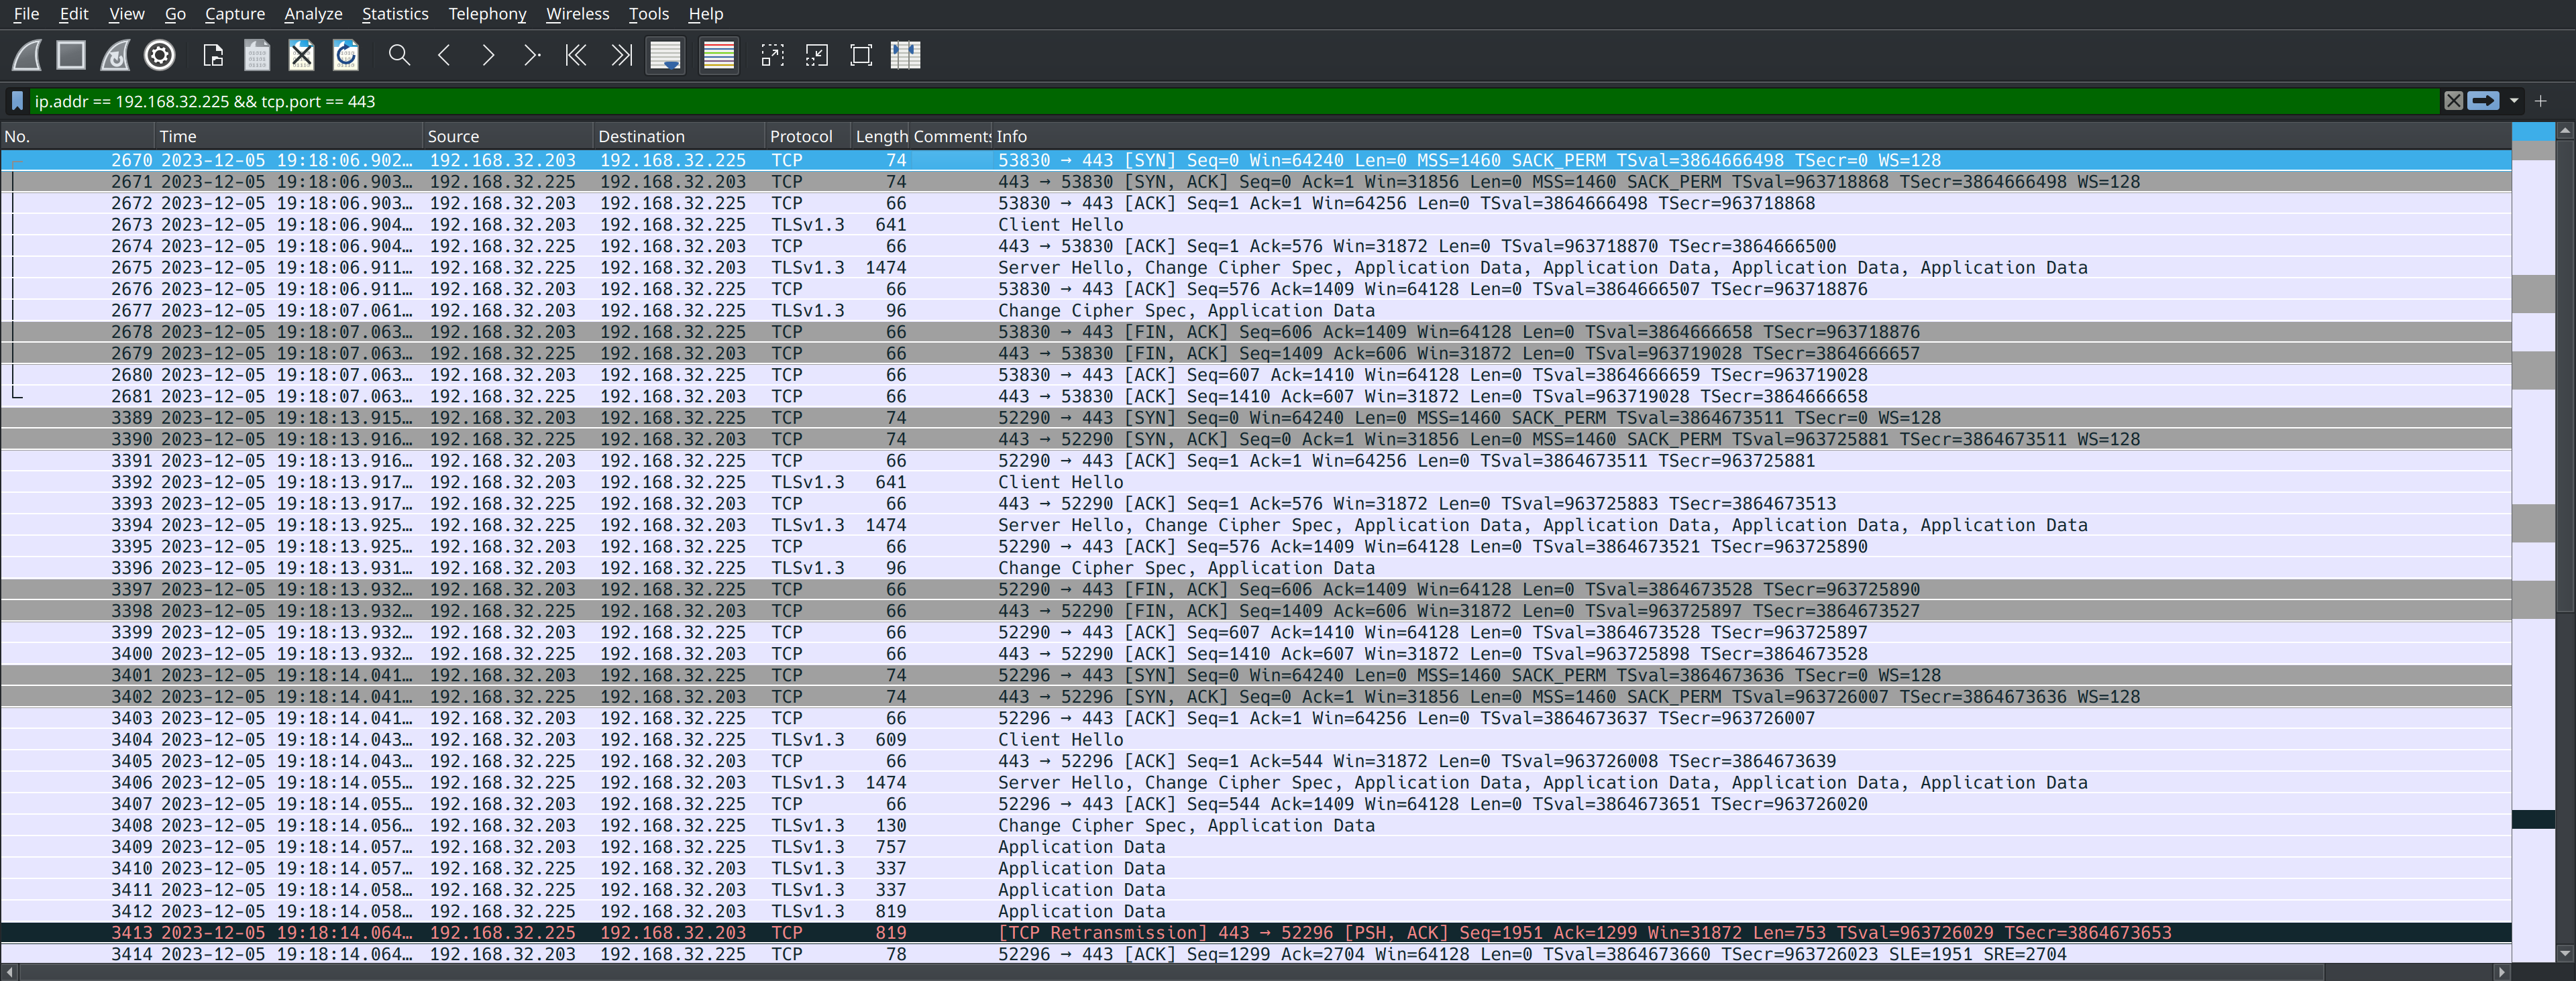 File Edit View Go Capture Analyze Statistics Telephony Wireless Tools Help
ip.addr == 192.168.32.225 && tcp.port == 443
No. Time Source Destination Protocol Length Comments Info
2670 2023-12-05 19:18:06.902… 192.168.32.203 192.168.32.225 TCP 74 53830 → 443 [SYN] Seq=0 Win=64240 Len=0 MSS=1460 SACK_PERM TSval=3864666498 TSecr=0 WS=128
2671 2023-12-05 19:18:06.903… 192.168.32.225 192.168.32.203 TCP 74 443 → 53830 [SYN, ACK] Seq=0 Ack=1 Win=31856 Len=0 MSS=1460 SACK_PERM TSval=963718868 TSecr=3864666498 WS=128
2672 2023-12-05 19:18:06.903… 192.168.32.203 192.168.32.225 TCP 66 53830 → 443 [ACK] Seq=1 Ack=1 Win=64256 Len=0 TSval=3864666498 TSecr=963718868
2673 2023-12-05 19:18:06.904… 192.168.32.203 192.168.32.225 TLSv1.3 641 Client Hello
2674 2023-12-05 19:18:06.904… 192.168.32.225 192.168.32.203 TCP 66 443 → 53830 [ACK] Seq=1 Ack=576 Win=31872 Len=0 TSval=963718870 TSecr=3864666500
2675 2023-12-05 19:18:06.911… 192.168.32.225 192.168.32.203 TLSv1.3 1474 Server Hello, Change Cipher Spec, Application Data, Application Data, Application Data, Application Data
2676 2023-12-05 19:18:06.911… 192.168.32.203 192.168.32.225 TCP 66 53830 → 443 [ACK] Seq=576 Ack=1409 Win=64128 Len=0 TSval=3864666507 TSecr=963718876
2677 2023-12-05 19:18:07.061… 192.168.32.203 192.168.32.225 TLSv1.3 96 Change Cipher Spec, Application Data
2678 2023-12-05 19:18:07.063… 192.168.32.203 192.168.32.225 TCP 66 53830 → 443 [FIN, ACK] Seq=606 Ack=1409 Win=64128 Len=0 TSval=3864666658 TSecr=963718876
2679 2023-12-05 19:18:07.063… 192.168.32.225 192.168.32.203 TCP 66 443 → 53830 [FIN, ACK] Seq=1409 Ack=606 Win=31872 Len=0 TSval=963719028 TSecr=3864666657
2680 2023-12-05 19:18:07.063… 192.168.32.203 192.168.32.225 TCP 66 53830 → 443 [ACK] Seq=607 Ack=1410 Win=64128 Len=0 TSval=3864666659 TSecr=963719028
2681 2023-12-05 19:18:07.063… 192.168.32.225 192.168.32.203 TCP 66 443 → 53830 [ACK] Seq=1410 Ack=607 Win=31872 Len=0 TSval=963719028 TSecr=3864666658
3389 2023-12-05 19:18:13.915… 192.168.32.203 192.168.32.225 TCP 74 52290 → 443 [SYN] Seq=0 Win=64240 Len=0 MSS=1460 SACK_PERM TSval=3864673511 TSecr=0 WS=128
3390 2023-12-05 19:18:13.916… 192.168.32.225 192.168.32.203 TCP 74 443 → 52290 [SYN, ACK] Seq=0 Ack=1 Win=31856 Len=0 MSS=1460 SACK_PERM TSval=963725881 TSecr=3864673511 WS=128
3391 2023-12-05 19:18:13.916… 192.168.32.203 192.168.32.225 TCP 66 52290 → 443 [ACK] Seq=1 Ack=1 Win=64256 Len=0 TSval=3864673511 TSecr=963725881
3392 2023-12-05 19:18:13.917… 192.168.32.203 192.168.32.225 TLSv1.3 641 Client Hello
3393 2023-12-05 19:18:13.917… 192.168.32.225 192.168.32.203 TCP 66 443 → 52290 [ACK] Seq=1 Ack=576 Win=31872 Len=0 TSval=963725883 TSecr=3864673513
3394 2023-12-05 19:18:13.925… 192.168.32.225 192.168.32.203 TLSv1.3 1474 Server Hello, Change Cipher Spec, Application Data, Application Data, Application Data, Application Data
3395 2023-12-05 19:18:13.925… 192.168.32.203 192.168.32.225 TCP 66 52290 → 443 [ACK] Seq=576 Ack=1409 Win=64128 Len=0 TSval=3864673521 TSecr=963725890
3396 2023-12-05 19:18:13.931… 192.168.32.203 192.168.32.225 TLSv1.3 96 Change Cipher Spec, Application Data
3397 2023-12-05 19:18:13.932… 192.168.32.203 192.168.32.225 TCP 66 52290 → 443 [FIN, ACK] Seq=606 Ack=1409 Win=64128 Len=0 TSval=3864673528 TSecr=963725890
3398 2023-12-05 19:18:13.932… 192.168.32.225 192.168.32.203 TCP 66 443 → 52290 [FIN, ACK] Seq=1409 Ack=606 Win=31872 Len=0 TSval=963725897 TSecr=3864673527
3399 2023-12-05 19:18:13.932… 192.168.32.203 192.168.32.225 TCP 66 52290 → 443 [ACK] Seq=607 Ack=1410 Win=64128 Len=0 TSval=3864673528 TSecr=963725897
3400 2023-12-05 19:18:13.932… 192.168.32.225 192.168.32.203 TCP 66 443 → 52290 [ACK] Seq=1410 Ack=607 Win=31872 Len=0 TSval=963725898 TSecr=3864673528
3401 2023-12-05 19:18:14.041… 192.168.32.203 192.168.32.225 TCP 74 52296 → 443 [SYN] Seq=0 Win=64240 Len=0 MSS=1460 SACK_PERM TSval=3864673636 TSecr=0 WS=128
3402 2023-12-05 19:18:14.041… 192.168.32.225 192.168.32.203 TCP 74 443 → 52296 [SYN, ACK] Seq=0 Ack=1 Win=31856 Len=0 MSS=1460 SACK_PERM TSval=963726007 TSecr=3864673636 WS=128
3403 2023-12-05 19:18:14.041… 192.168.32.203 192.168.32.225 TCP 66 52296 → 443 [ACK] Seq=1 Ack=1 Win=64256 Len=0 TSval=3864673637 TSecr=963726007
3404 2023-12-05 19:18:14.043… 192.168.32.203 192.168.32.225 TLSv1.3 609 Client Hello
3405 2023-12-05 19:18:14.043… 192.168.32.225 192.168.32.203 TCP 66 443 → 52296 [ACK] Seq=1 Ack=544 Win=31872 Len=0 TSval=963726008 TSecr=3864673639
3406 2023-12-05 19:18:14.055… 192.168.32.225 192.168.32.203 TLSv1.3 1474 Server Hello, Change Cipher Spec, Application Data, Application Data, Application Data, Application Data
3407 2023-12-05 19:18:14.055… 192.168.32.203 192.168.32.225 TCP 66 52296 → 443 [ACK] Seq=544 Ack=1409 Win=64128 Len=0 TSval=3864673651 TSecr=963726020
3408 2023-12-05 19:18:14.056… 192.168.32.203 192.168.32.225 TLSv1.3 130 Change Cipher Spec, Application Data
3409 2023-12-05 19:18:14.057… 192.168.32.203 192.168.32.225 TLSv1.3 757 Application Data
3410 2023-12-05 19:18:14.057… 192.168.32.225 192.168.32.203 TLSv1.3 337 Application Data
3411 2023-12-05 19:18:14.058… 192.168.32.225 192.168.32.203 TLSv1.3 337 Application Data
3412 2023-12-05 19:18:14.058… 192.168.32.225 192.168.32.203 TLSv1.3 819 Application Data
3413 2023-12-05 19:18:14.064… 192.168.32.225 192.168.32.203 TCP 819 [TCP Retransmission] 443 → 52296 [PSH, ACK] Seq=1951 Ack=1299 Win=31872 Len=753 TSval=963726029 TSecr=3864673653
3414 2023-12-05 19:18:14.064… 192.168.32.203 192.168.32.225 TCP 78 52296 → 443 [ACK] Seq=1299 Ack=2704 Win=64128 Len=0 TSval=3864673660 TSecr=963726023 SLE=1951 SRE=2704